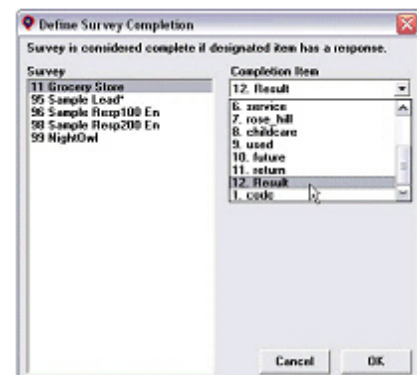 Define Survey Completion
Survey is considered complete if designated item has a response.
Survey
11 Grocery Store
95 Sample Lead*
96 Sample Resp100 En
98 Sample Resp200 En
99 NightOwl
Completion Item
12. Result
6. service
7. rose_hill
8. childcare
9. used
10. future
11. return
12. Result
1. code
Cancel
OK